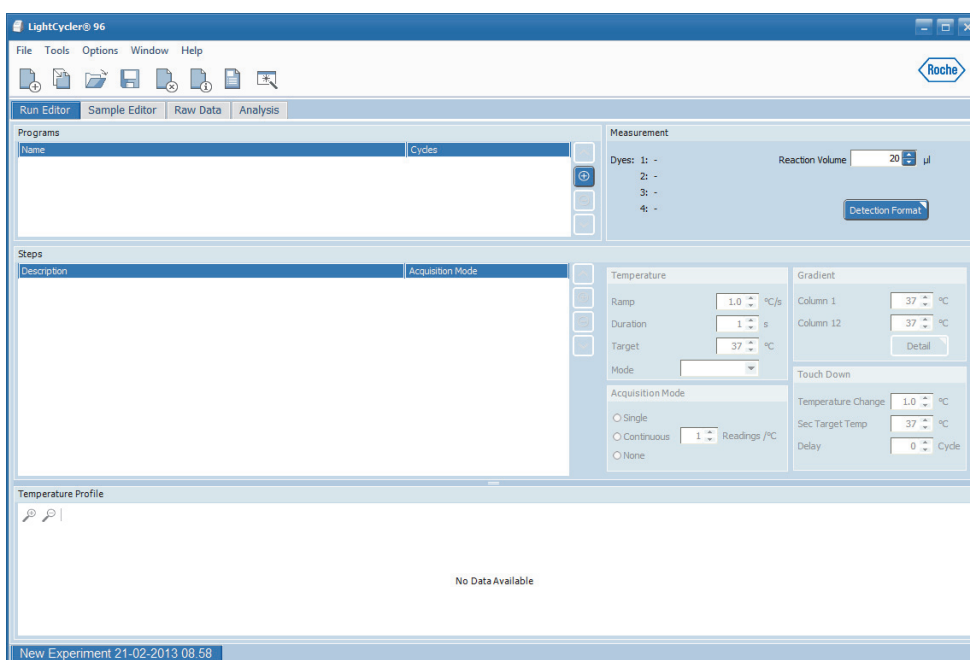 LightCycler® 96
File Tools Options Window Help
Roche
Run Editor Sample Editor Raw Data Analysis
Programs
Name Cycles
Measurement
Dyes: 1: - Reaction Volume 20 µl
2: -
3: -
4: - Detection Format
Steps
Description Acquisition Mode
Temperature
Ramp 1.0 °C/s
Duration 1 s
Target 37 °C
Mode
Gradient
Column 1 37 °C
Column 12 37 °C
Detail
Acquisition Mode
Single
Continuous 1 Readings /°C
None
Touch Down
Temperature Change 1.0 °C
Sec Target Temp 37 °C
Delay 0 Cycle
Temperature Profile
No Data Available
New Experiment 21-02-2013 08.58